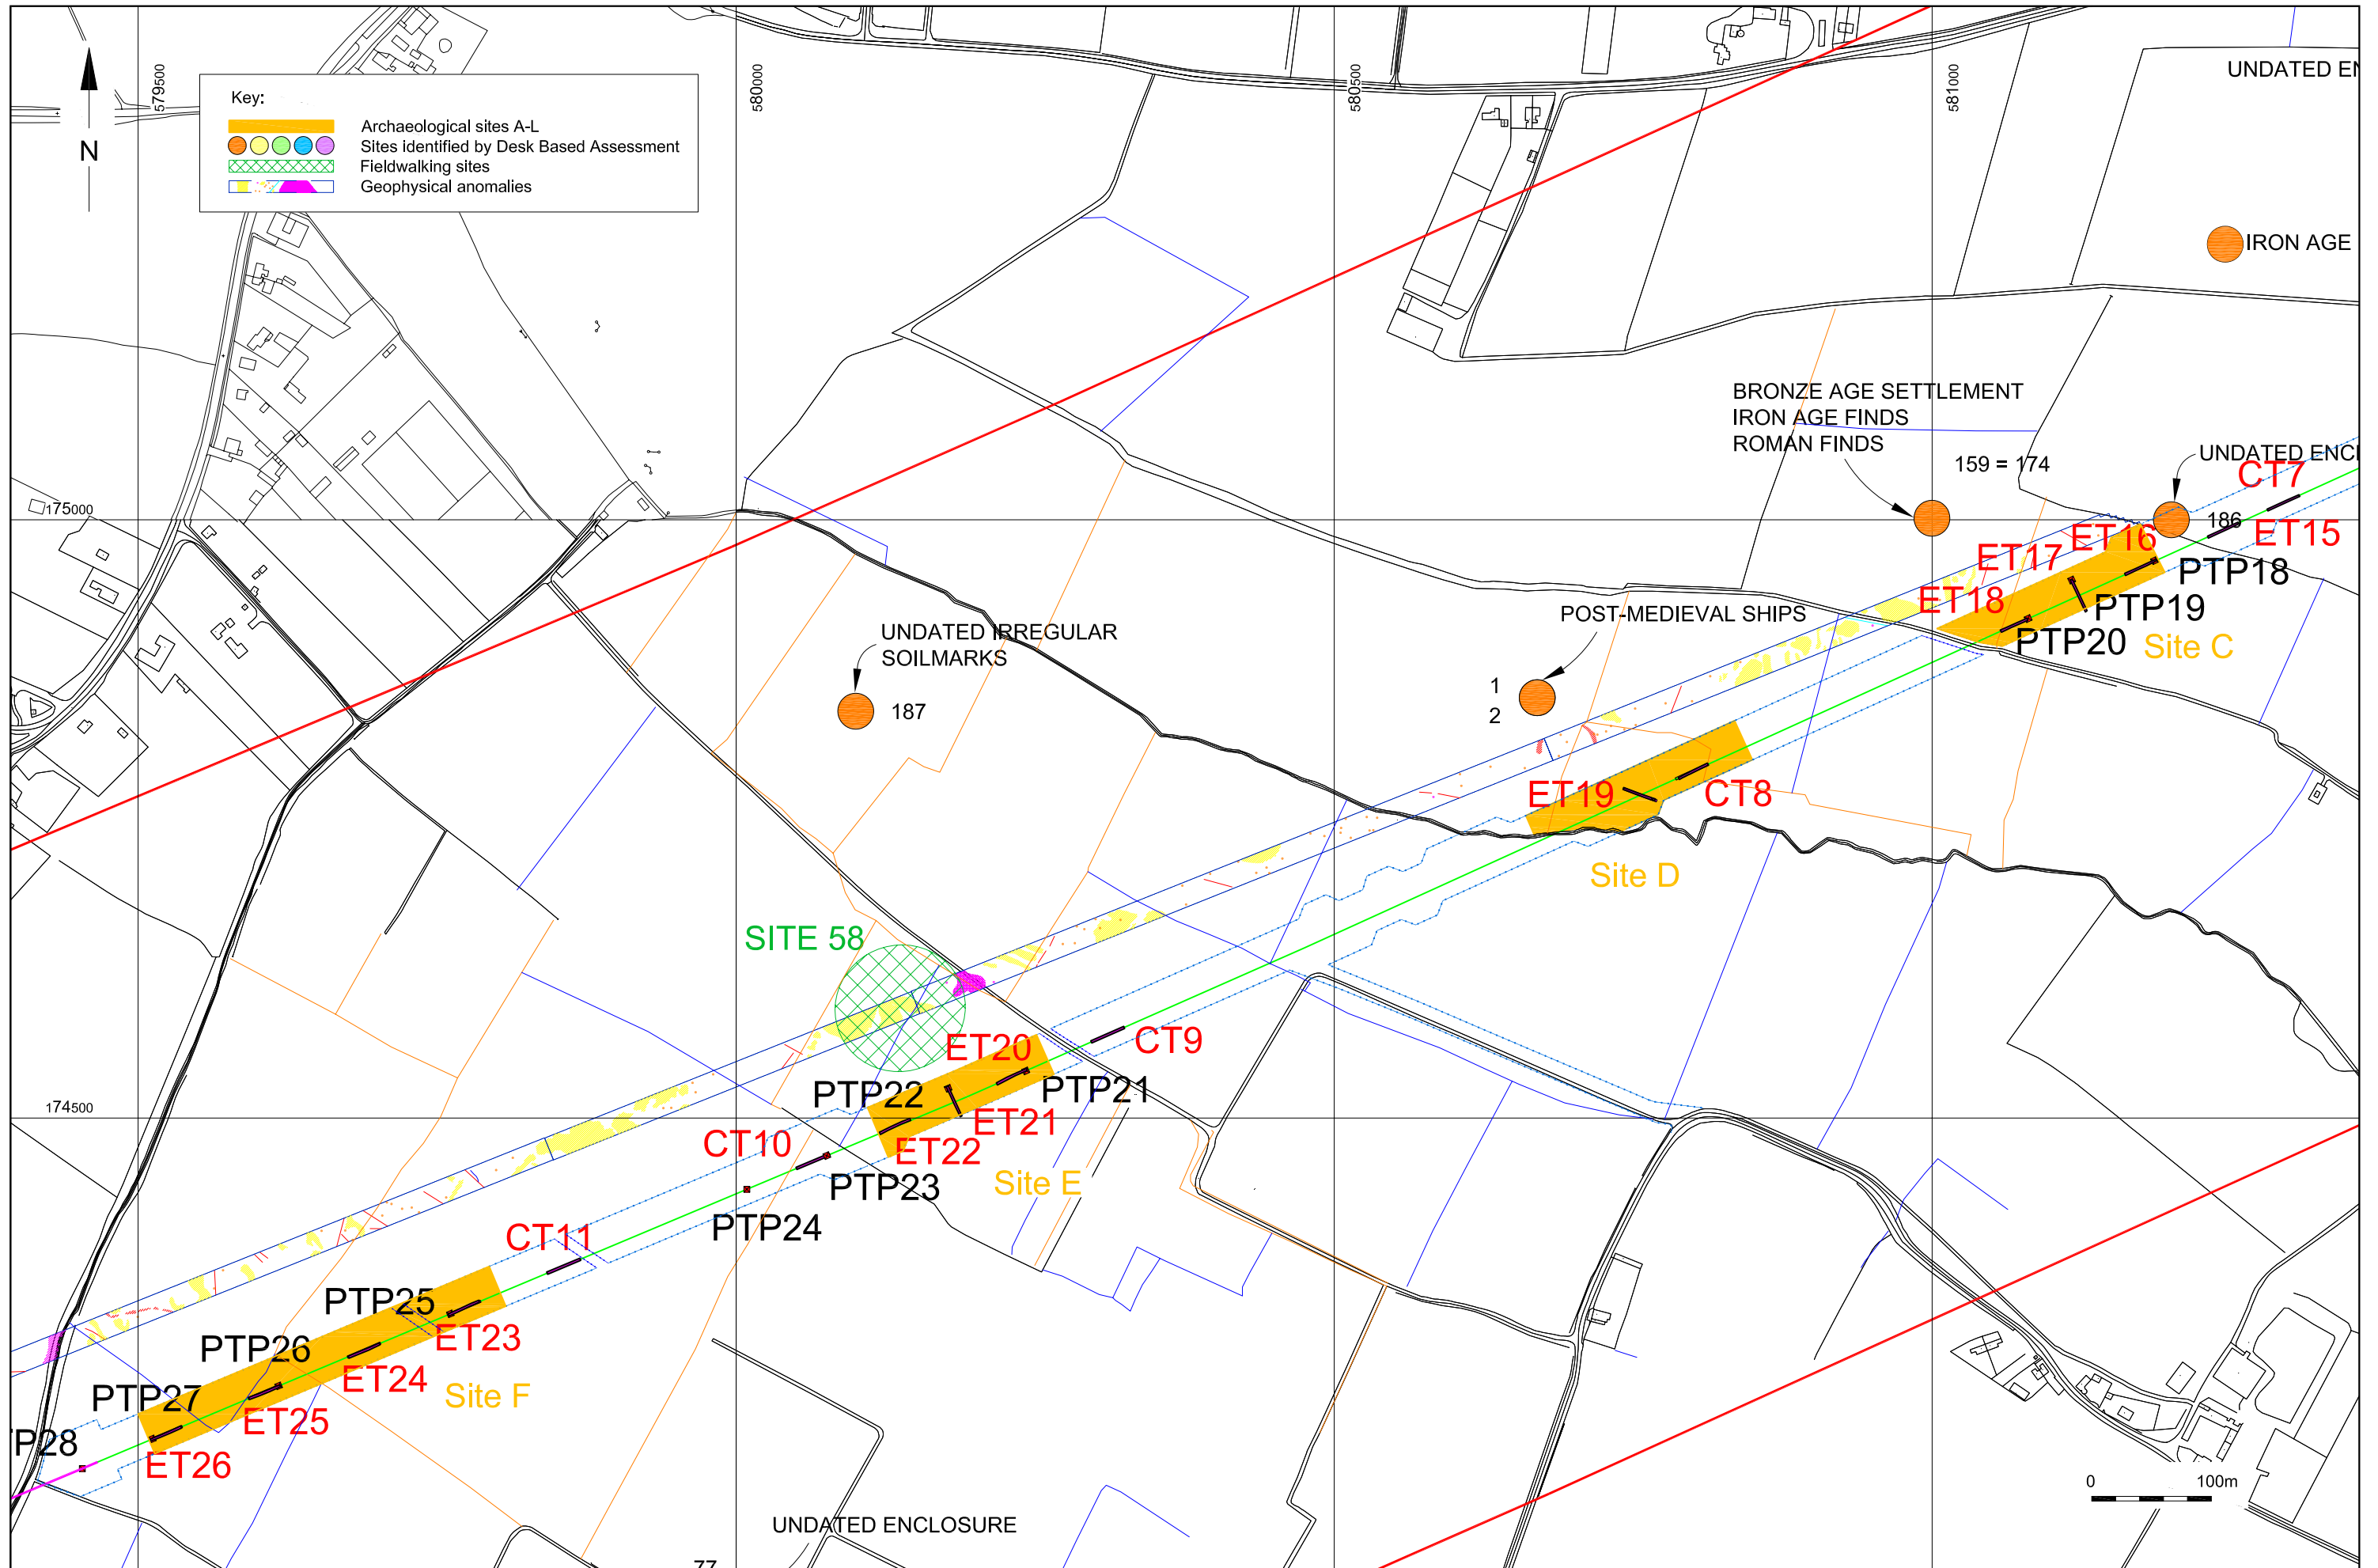 579500
580000
580500
581000
UNDATED EN
Key:
Archaeological sites A-L
Sites identified by Desk Based Assessment
Fieldwalking sites
Geophysical anomalies
N
IRON AGE
BRONZE AGE SETTLEMENT
IRON AGE FINDS
ROMAN FINDS
159 = 174
UNDATED ENCL
CT7
175000
186
ET15
ET16
ET17
PTP18
ET18
PTP19
PTP20
Site C
POST-MEDIEVAL SHIPS
UNDATED IRREGULAR
SOILMARKS
187
1
2
ET19
CT8
Site D
SITE 58
CT9
ET20
PTP22
PTP21
174500
ET21
CT10
ET22
Site E
PTP23
PTP24
CT11
PTP25
ET23
PTP26
ET24
Site F
PTP27
ET25
TP28
ET26
0 100m
UNDATED ENCLOSURE
77